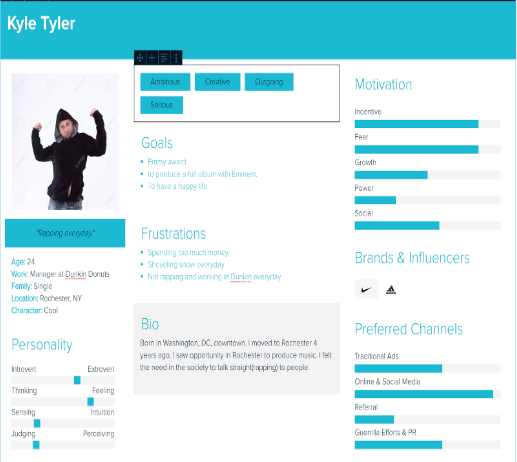 Kyle Tyler
Ambitious
Creative
Outgoing
Serious
"Rapping everyday"
Age: 24
Work: Manager at Dunkin Donuts
Family: Single
Location: Rochester, NY
Character: Cool
Personality
Introvert Extrovert
Thinking Feeling
Sensing Intuition
Judging Perceiving
Goals
Emmy award.
to produce a full album with Eminem.
To have a happy life.
Frustrations
Spending too much money.
Shoveling snow everyday
Not rapping and working at Dunkin everyday.
Bio
Born in Washington, DC, downtown. I moved to Rochester 4
years ago. I saw opportunity in Rochester to produce music. I felt
the need in the society to talk straight(rapping) to people.
Motivation
Incentive
Fear
Growth
Power
Social
Brands & Influencers
Preferred Channels
Traditional Ads
Online & Social Media
Referral
Guerrilla Efforts & PR